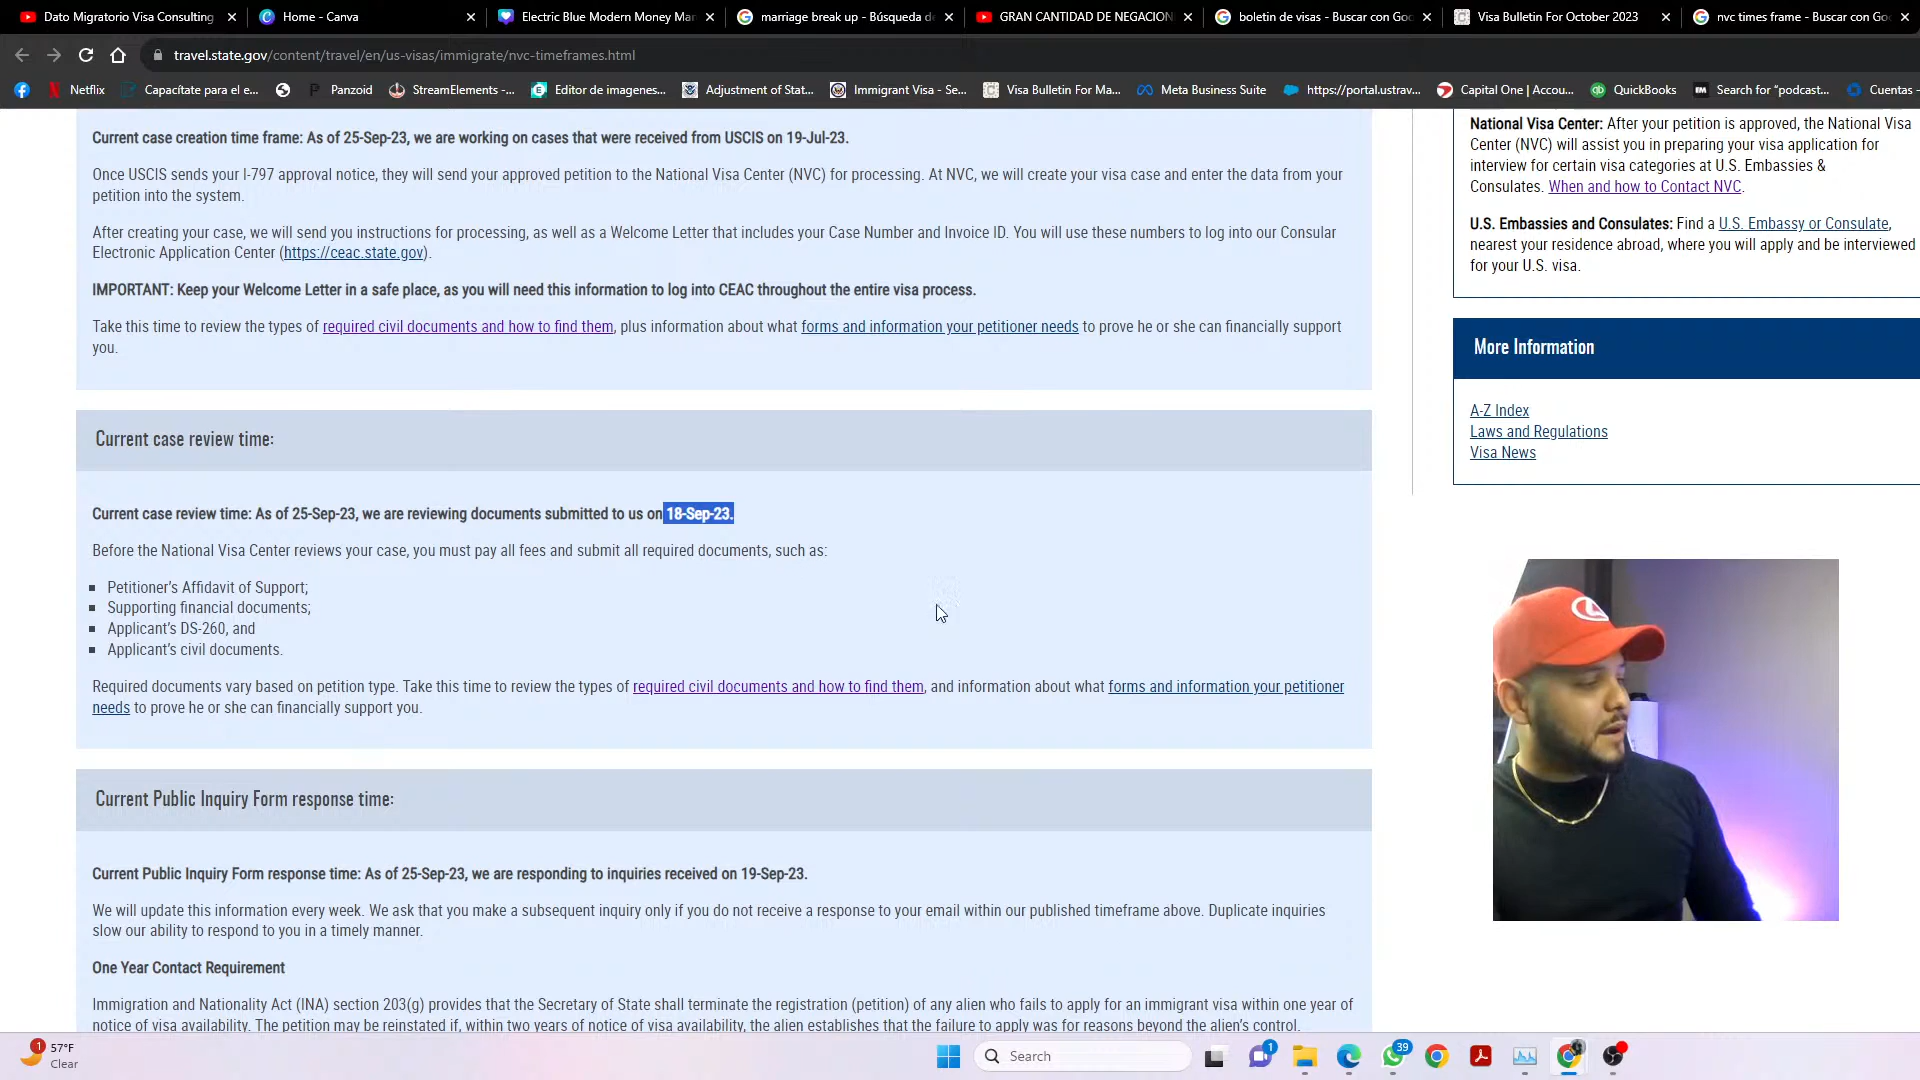 Dato Migratorio Visa Consulting
Home - Canva
Electric Blue Modern Money Mar
marriage break up - Búsqueda de
GRAN CANTIDAD DE NEGACION
boletin de visas - Buscar con Goo
Visa Bulletin For October 2023
nvc times frame - Buscar con Go
travel.state.gov/content/travel/en/us-visas/immigrate/nvc-timeframes.html
Netflix
Capacítate para el e...
Panzoid
StreamElements -...
Editor de imagenes...
Adjustment of Stat...
Immigrant Visa - Se...
Visa Bulletin For Ma...
Meta Business Suite
https://portal.ustrav...
Capital One | Accou...
QuickBooks
Search for "podcast...
Cuentas -
Current case creation time frame: As of 25-Sep-23, we are working on cases that were received from USCIS on 19-Jul-23.
Once USCIS sends your I-797 approval notice, they will send your approved petition to the National Visa Center (NVC) for processing. At NVC, we will create your visa case and enter the data from your
petition into the system.
After creating your case, we will send you instructions for processing, as well as a Welcome Letter that includes your Case Number and Invoice ID. You will use these numbers to log into our Consular
Electronic Application Center (https://ceac.state.gov).
IMPORTANT: Keep your Welcome Letter in a safe place, as you will need this information to log into CEAC throughout the entire visa process.
Take this time to review the types of required civil documents and how to find them, plus information about what forms and information your petitioner needs to prove he or she can financially support
you.
Current case review time:
Current case review time: As of 25-Sep-23, we are reviewing documents submitted to us on 18-Sep-23.
Before the National Visa Center reviews your case, you must pay all fees and submit all required documents, such as:
Petitioner's Affidavit of Support;
Supporting financial documents;
Applicant's DS-260, and
Applicant's civil documents.
Required documents vary based on petition type. Take this time to review the types of required civil documents and how to find them, and information about what forms and information your petitioner
needs to prove he or she can financially support you.
Current Public Inquiry Form response time:
Current Public Inquiry Form response time: As of 25-Sep-23, we are responding to inquiries received on 19-Sep-23.
We will update this information every week. We ask that you make a subsequent inquiry only if you do not receive a response to your email within our published timeframe above. Duplicate inquiries
slow our ability to respond to you in a timely manner.
One Year Contact Requirement
Immigration and Nationality Act (INA) section 203(g) provides that the Secretary of State shall terminate the registration (petition) of any alien who fails to apply for an immigrant visa within one year of
notice of visa availability. The petition may be reinstated if, within two years of notice of visa availability, the alien establishes that the failure to apply was for reasons beyond the alien's control.
National Visa Center: After your petition is approved, the National Visa
Center (NVC) will assist you in preparing your visa application for
interview for certain visa categories at U.S. Embassies &
Consulates. When and how to Contact NVC.
U.S. Embassies and Consulates: Find a U.S. Embassy or Consulate,
nearest your residence abroad, where you will apply and be interviewed
for your U.S. visa.
More Information
A-Z Index
Laws and Regulations
Visa News
1
57°F
Clear
Search
1
39